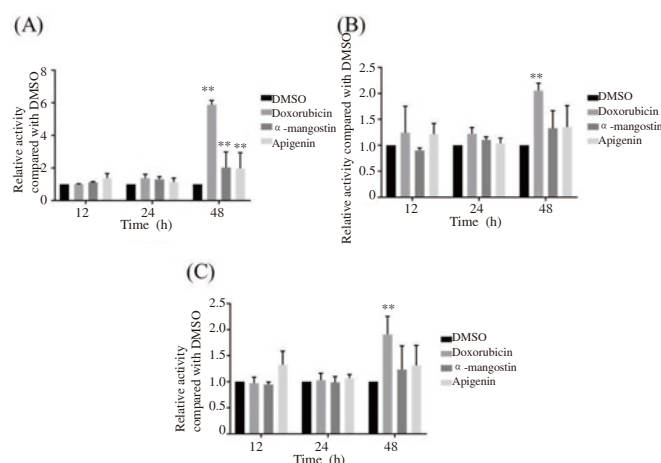 (A)
Relative activity
compared with DMSO
8
6
4
2
0
**
** **
12
24
48
Time (h)
DMSO
Doxorubicin
α-mangostin
Apigenin
(B)
Relative activity compared with DMSO
2.5
2.0
1.5
1.0
0.5
0
**
12
24
48
Time (h)
DMSO
Doxorubicin
α-mangostin
Apigenin
(C)
Relative activity
compared with DMSO
2.5
2.0
1.5
1.0
0.5
0
**
12
24
48
Time (h)
DMSO
Doxorubicin
α-mangostin
Apigenin